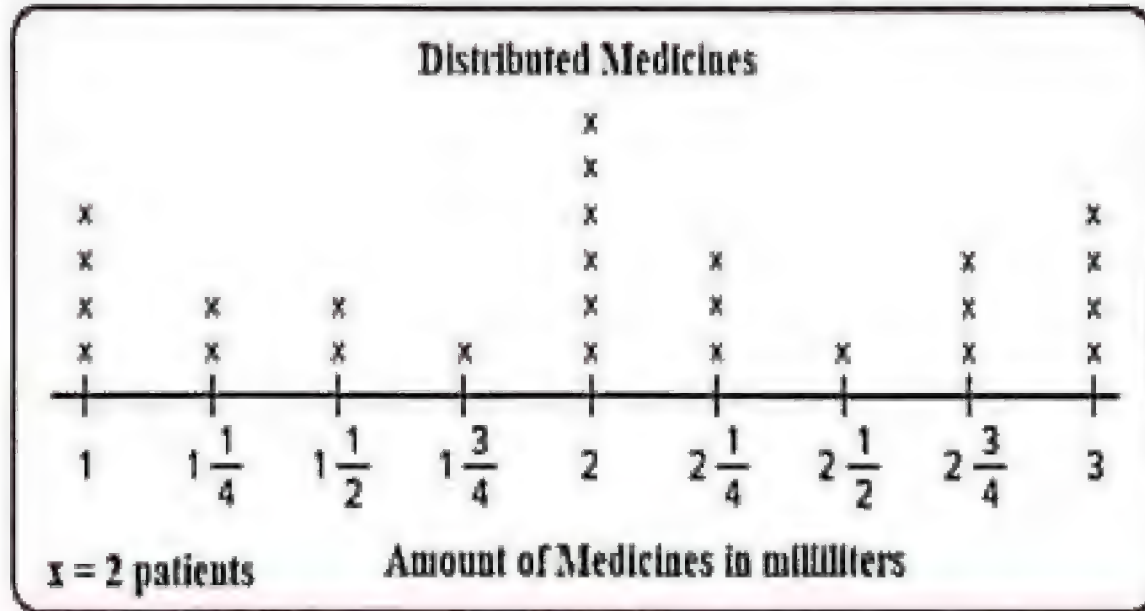 Distributed Medicines
x
x
x x x
x x x x x
x x x x x x x
x x x x x x x x x
1 1 1/4 1 1/2 1 3/4 2 2 1/4 2 1/2 2 3/4 3
x = 2 patients Amount of Medicines in milliliters